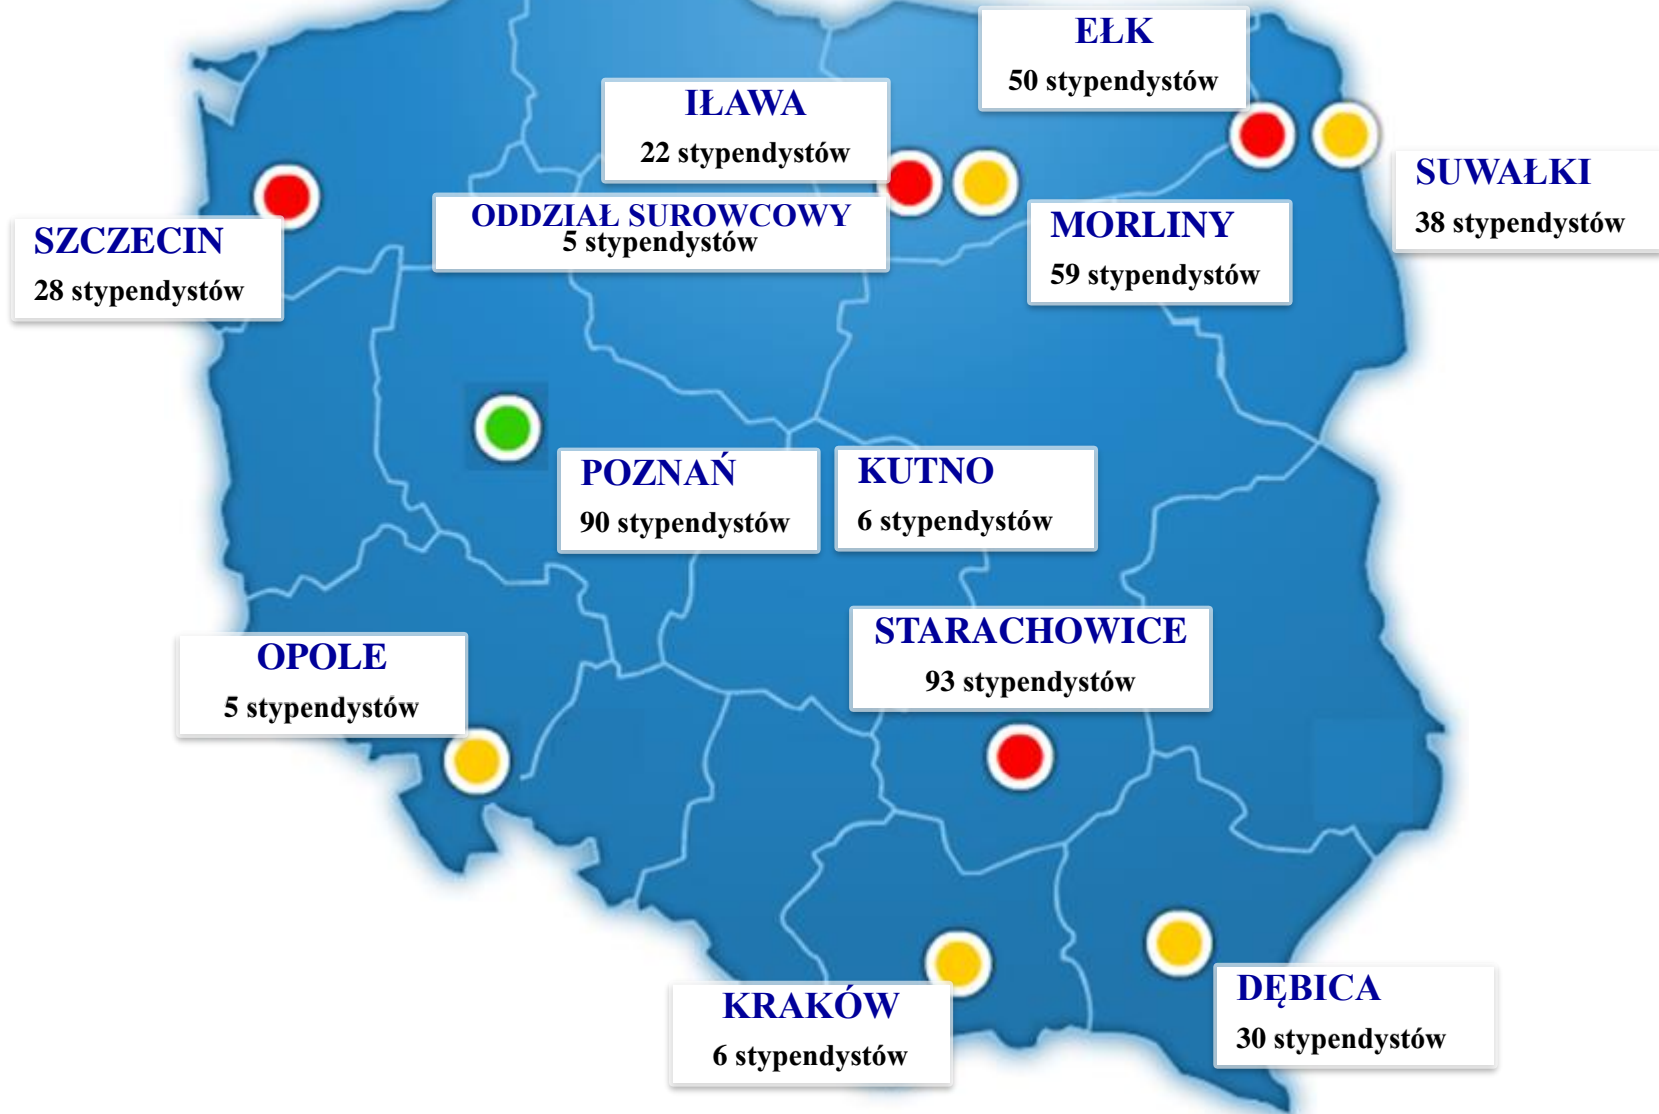 EŁK
50 stypendystów
IŁAWA
22 stypendystów
SUWAŁKI
38 stypendystów
ODDZIAŁ SUROWCOWY
5 stypendystów
MORLINY
59 stypendystów
SZCZECIN
28 stypendystów
POZNAŃ
90 stypendystów
KUTNO
6 stypendystów
STARACHOWICE
93 stypendystów
OPOLE
5 stypendystów
DĘBICA
30 stypendystów
KRAKÓW
6 stypendystów